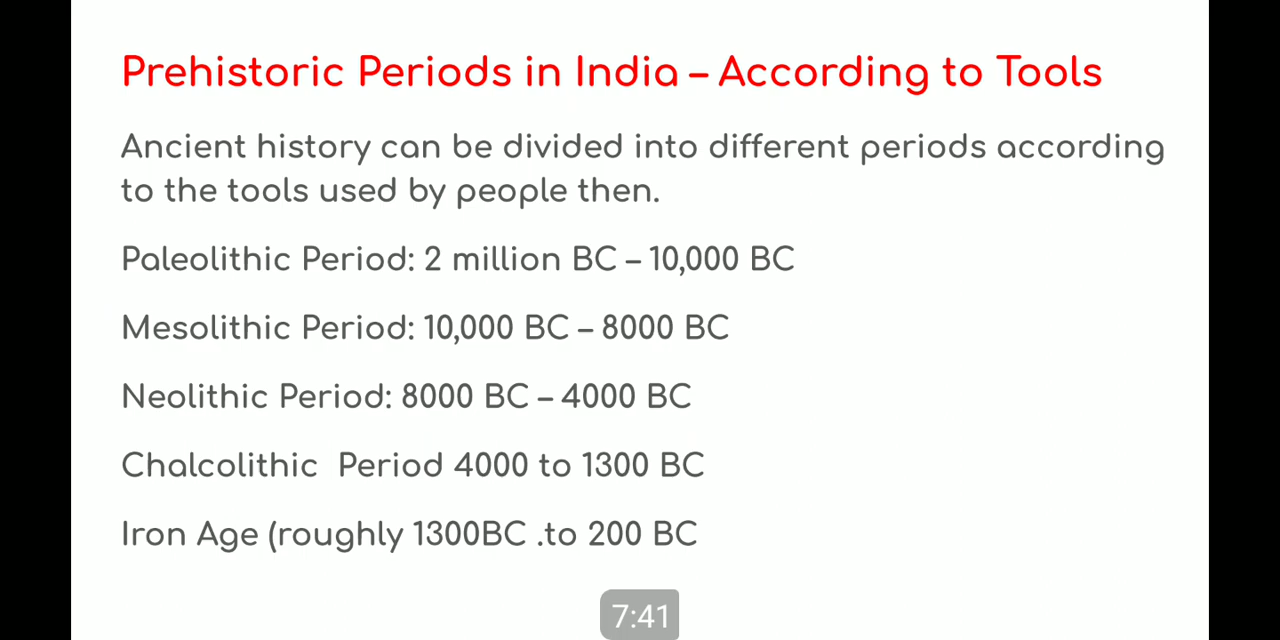 Prehistoric Periods in India – According to Tools
Ancient history can be divided into different periods according
to the tools used by people then.
Paleolithic Period: 2 million BC – 10,000 BC
Mesolithic Period: 10,000 BC – 8000 BC
Neolithic Period: 8000 BC – 4000 BC
Chalcolithic  Period 4000 to 1300 BC
Iron Age (roughly 1300BC .to 200 BC
7:41